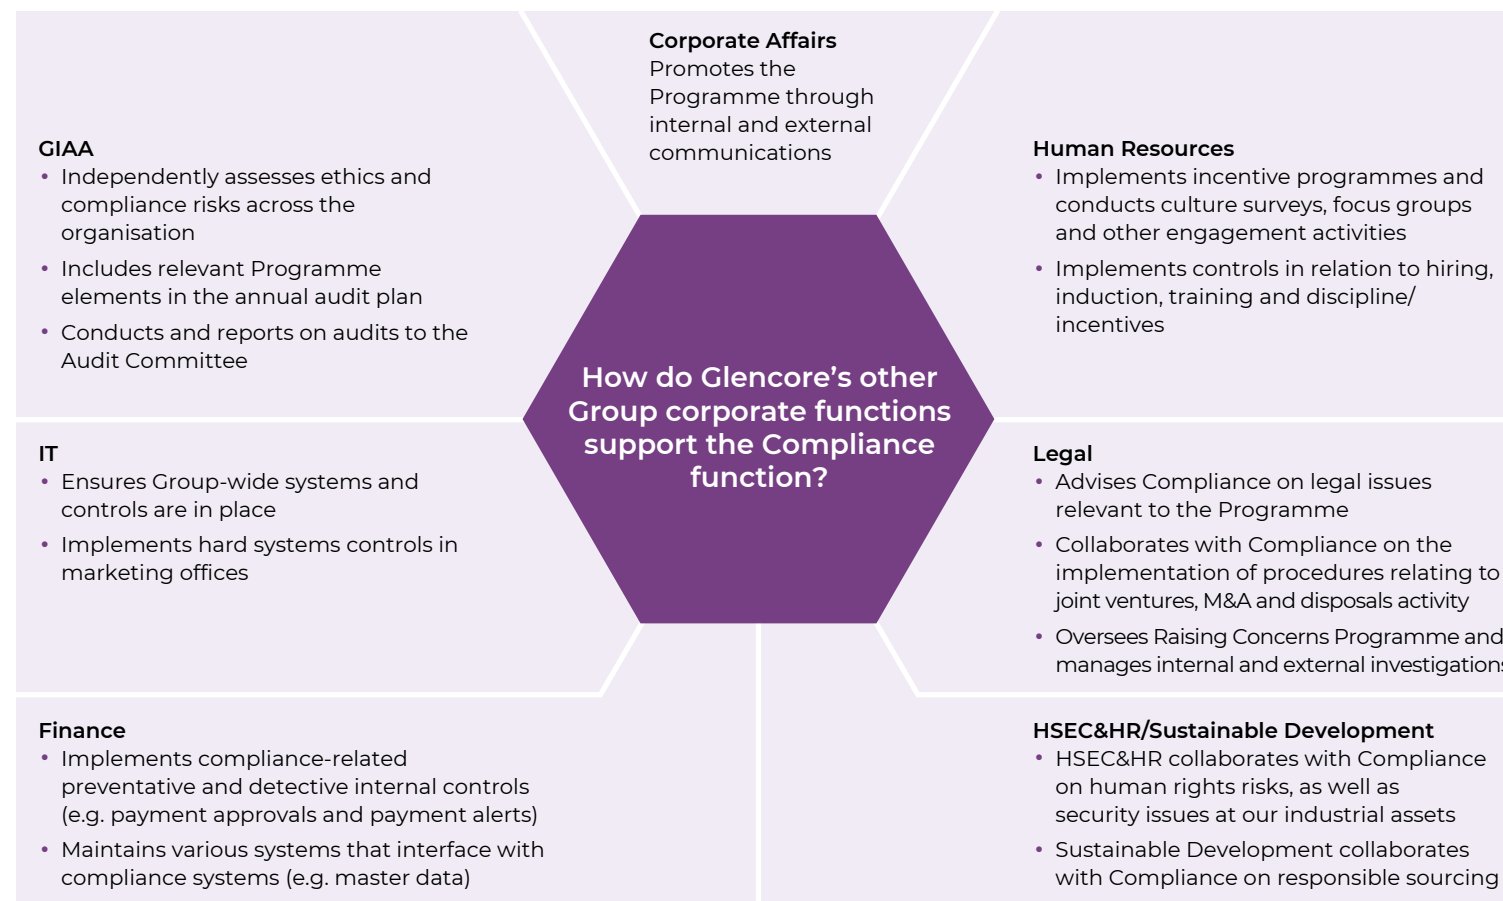 Corporate Affairs
Promotes the
Programme through
internal and external
communications
GIAA
• Independently assesses ethics and
compliance risks across the
organisation
• Includes relevant Programme
elements in the annual audit plan
• Conducts and reports on audits to the
Audit Committee
Human Resources
• Implements incentive programmes and
conducts culture surveys, focus groups
and other engagement activities
• Implements controls in relation to hiring,
induction, training and discipline/
incentives
How do Glencore’s other
Group corporate functions
support the Compliance
function?
IT
• Ensures Group-wide systems and
controls are in place
• Implements hard systems controls in
marketing offices
Legal
• Advises Compliance on legal issues
relevant to the Programme
• Collaborates with Compliance on the
implementation of procedures relating to
joint ventures, M&A and disposals activity
• Oversees Raising Concerns Programme and
manages internal and external investigations
Finance
• Implements compliance-related
preventative and detective internal controls
(e.g. payment approvals and payment alerts)
• Maintains various systems that interface with
compliance systems (e.g. master data)
HSEC&HR/Sustainable Development
• HSEC&HR collaborates with Compliance
on human rights risks, as well as
security issues at our industrial assets
• Sustainable Development collaborates
with Compliance on responsible sourcing